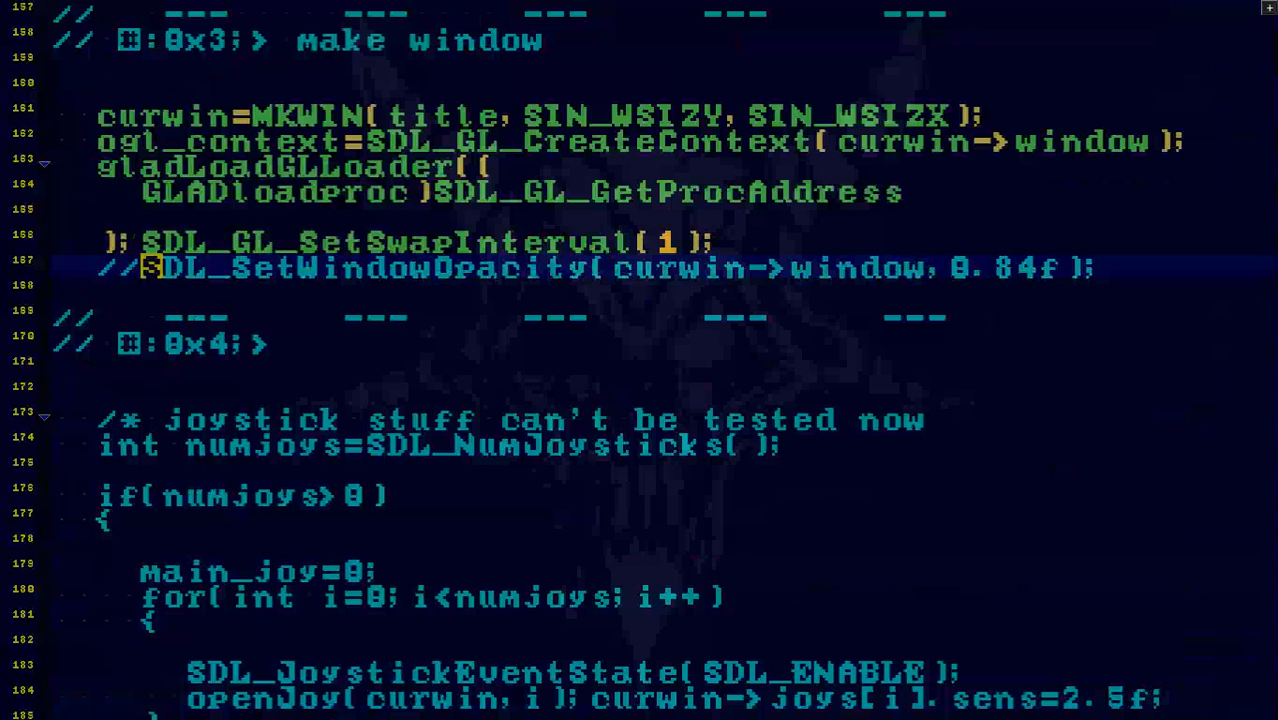 157 //    ---       ---       ---       ---       ---
158 // ⌗:0x3;> make window
159
160
161 curwin=MKWIN(title, SIN_WSIZY, SIN_WSIZX);
162 ogl_context=SDL_GL_CreateContext(curwin->window);
163 gladLoadGLLoader((
164 GLADloadproc)SDL_GL_GetProcAddress
165
166 ); SDL_GL_SetSwapInterval(1);
167 //SDL_SetWindowOpacity(curwin->window, 0.84f);
168
169 //    ---       ---       ---       ---       ---
170 // ⌗:0x4;>
171
172
173 /* joystick stuff can't be tested now
174 int numjoys=SDL_NumJoysticks();
175
176 if(numjoys>0)
177 {
178
179 main_joy=0;
180 for(int i=0; i<numjoys; i++)
181 {
182
183 SDL_JoystickEventState(SDL_ENABLE);
184 openJoy(curwin, i); curwin->joys[i].sens=2.5f;
185